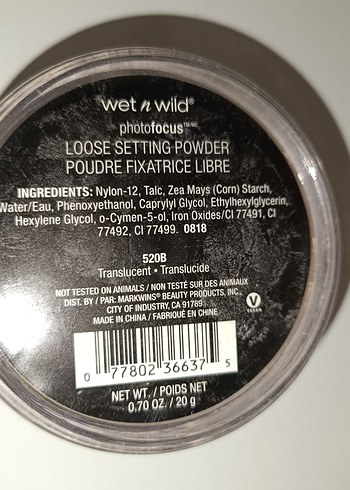 wet n wild®
photofocus™/MC
LOOSE SETTING POWDER
POUDRE FIXATRICE LIBRE
INGREDIENTS: Nylon-12, Talc, Zea Mays (Corn) Starch,
Water/Eau, Phenoxyethanol, Caprylyl Glycol, Ethylhexylglycerin,
Hexylene Glycol, o-Cymen-5-ol, Iron Oxides/CI 77491, CI
77492, CI 77499. 0818
520B
Translucent • Translucide
NOT TESTED ON ANIMALS / NON TESTÉ SUR DES ANIMAUX
DIST. BY / PAR: MARKWINS® BEAUTY PRODUCTS, INC.
CITY OF INDUSTRY, CA 91789
MADE IN CHINA / FABRIQUÉ EN CHINE
VEGAN
0 77802 36637 5
NET WT. / POIDS NET
0.70 OZ. / 20 g